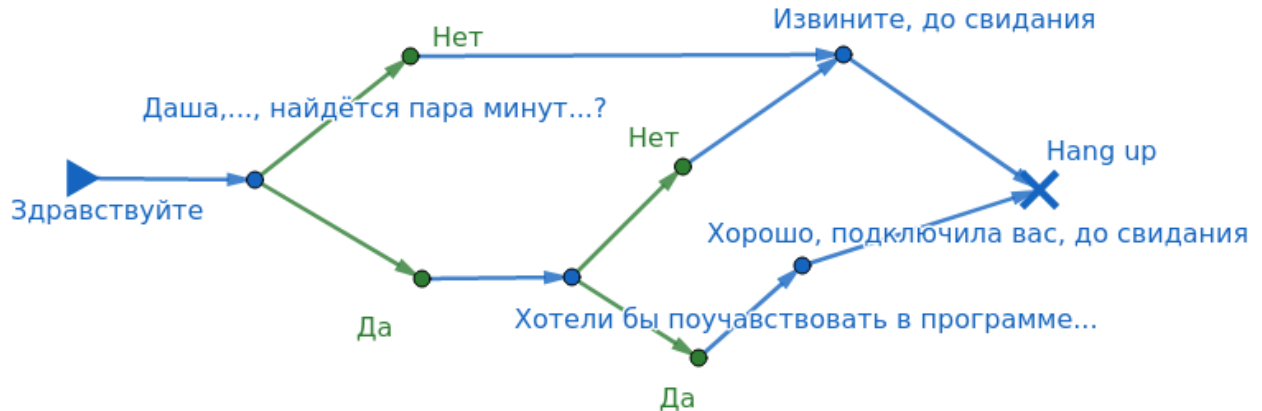 Извините, до свидания
Нет
Даша,..., найдётся пара минут...?
Нет
Hang up
Здравствуйте
Хорошо, подключила вас, до свидания
Хотели бы поучавствовать в программе...
Да
Да